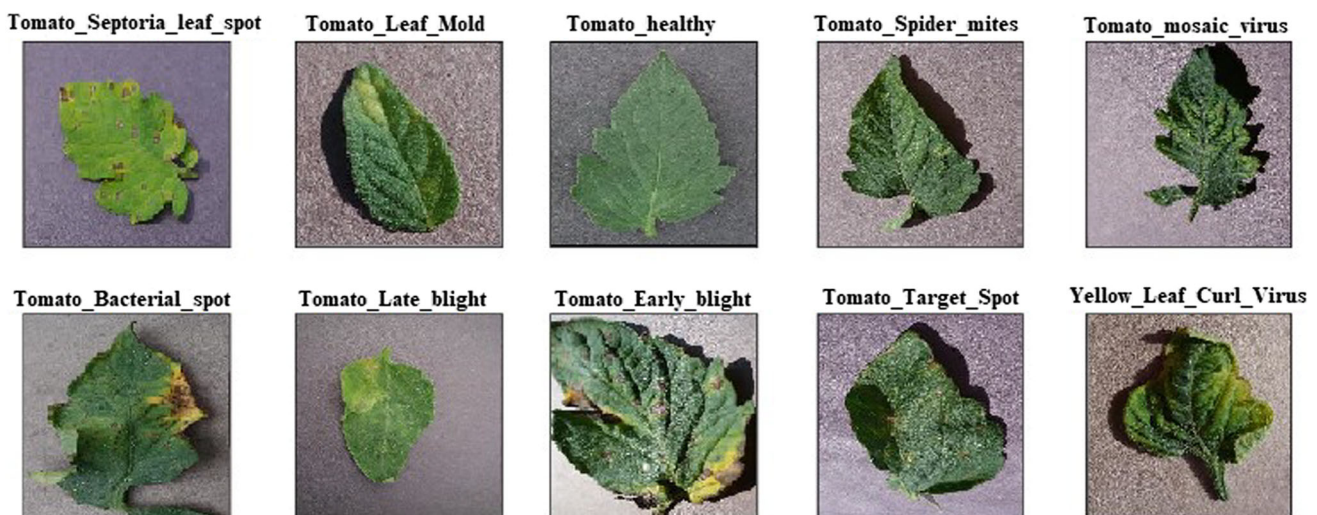 Tomato_Septoria_leaf_spot
Tomato_Leaf_Mold
Tomato_healthy
Tomato_Spider_mites
Tomato_mosaic_virus
Tomato_Bacterial_spot
Tomato_Late_blight
Tomato_Early_blight
Tomato_Target_Spot
Yellow_Leaf_Curl_Virus